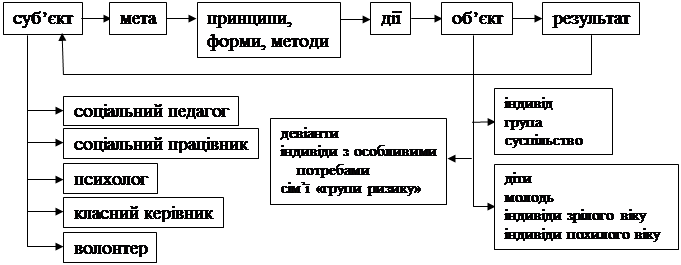 суб’єкт
мета
принципи,
форми, методи
дії
об’єкт
результат
соціальний педагог
соціальний працівник
психолог
класний керівник
волонтер
девіанти
індивіди з особливими
потребами
сім’ї «групи ризику»
індивід
група
суспільство
діти
молодь
індивіди зрілого віку
індивіди похилого віку